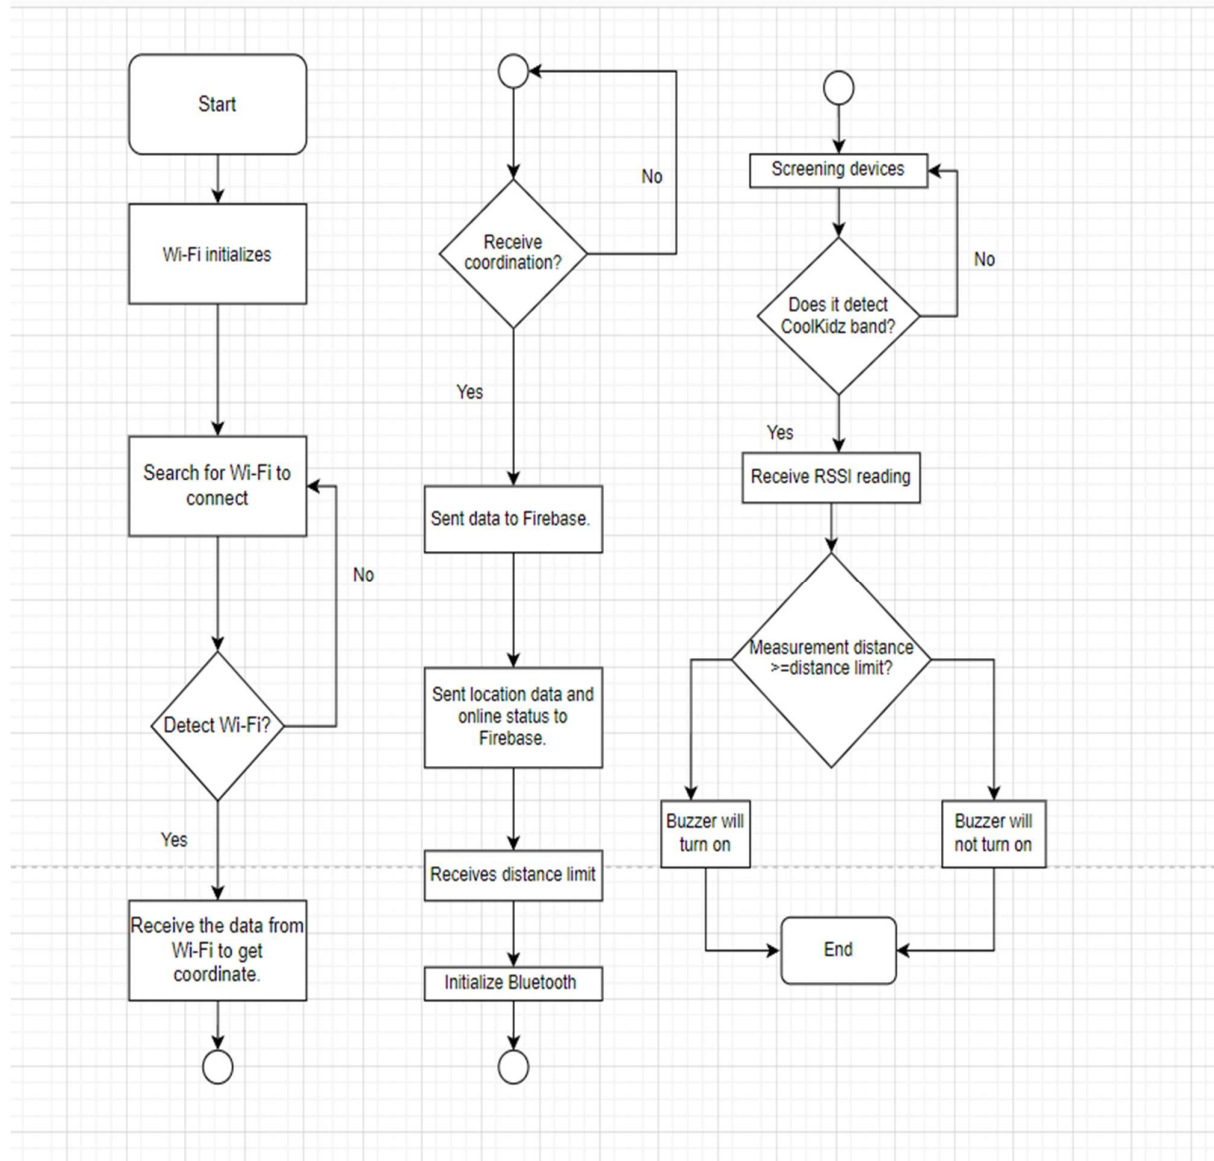 Start
Wi-Fi initializes
Search for Wi-Fi to
connect
No
Detect Wi-Fi?
Yes
Receive the data from
Wi-Fi to get
coordinate.
No
Receive
coordination?
Yes
Sent data to Firebase.
Sent location data and
online status to
Firebase.
Receives distance limit
Initialize Bluetooth
Screening devices
No
Does it detect
CoolKidz band?
Yes
Receive RSSI reading
Measurement distance
>=distance limit?
Buzzer will
turn on
Buzzer will
not turn on
End